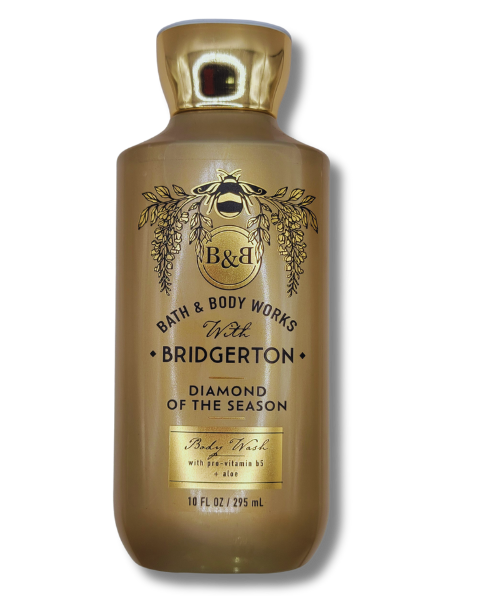 B&B
BATH & BODY WORKS
With
BRIDGERTON
DIAMOND
OF THE SEASON
Body Wash
with pro-vitamin b5
+ aloe
10 FL OZ / 295 mL